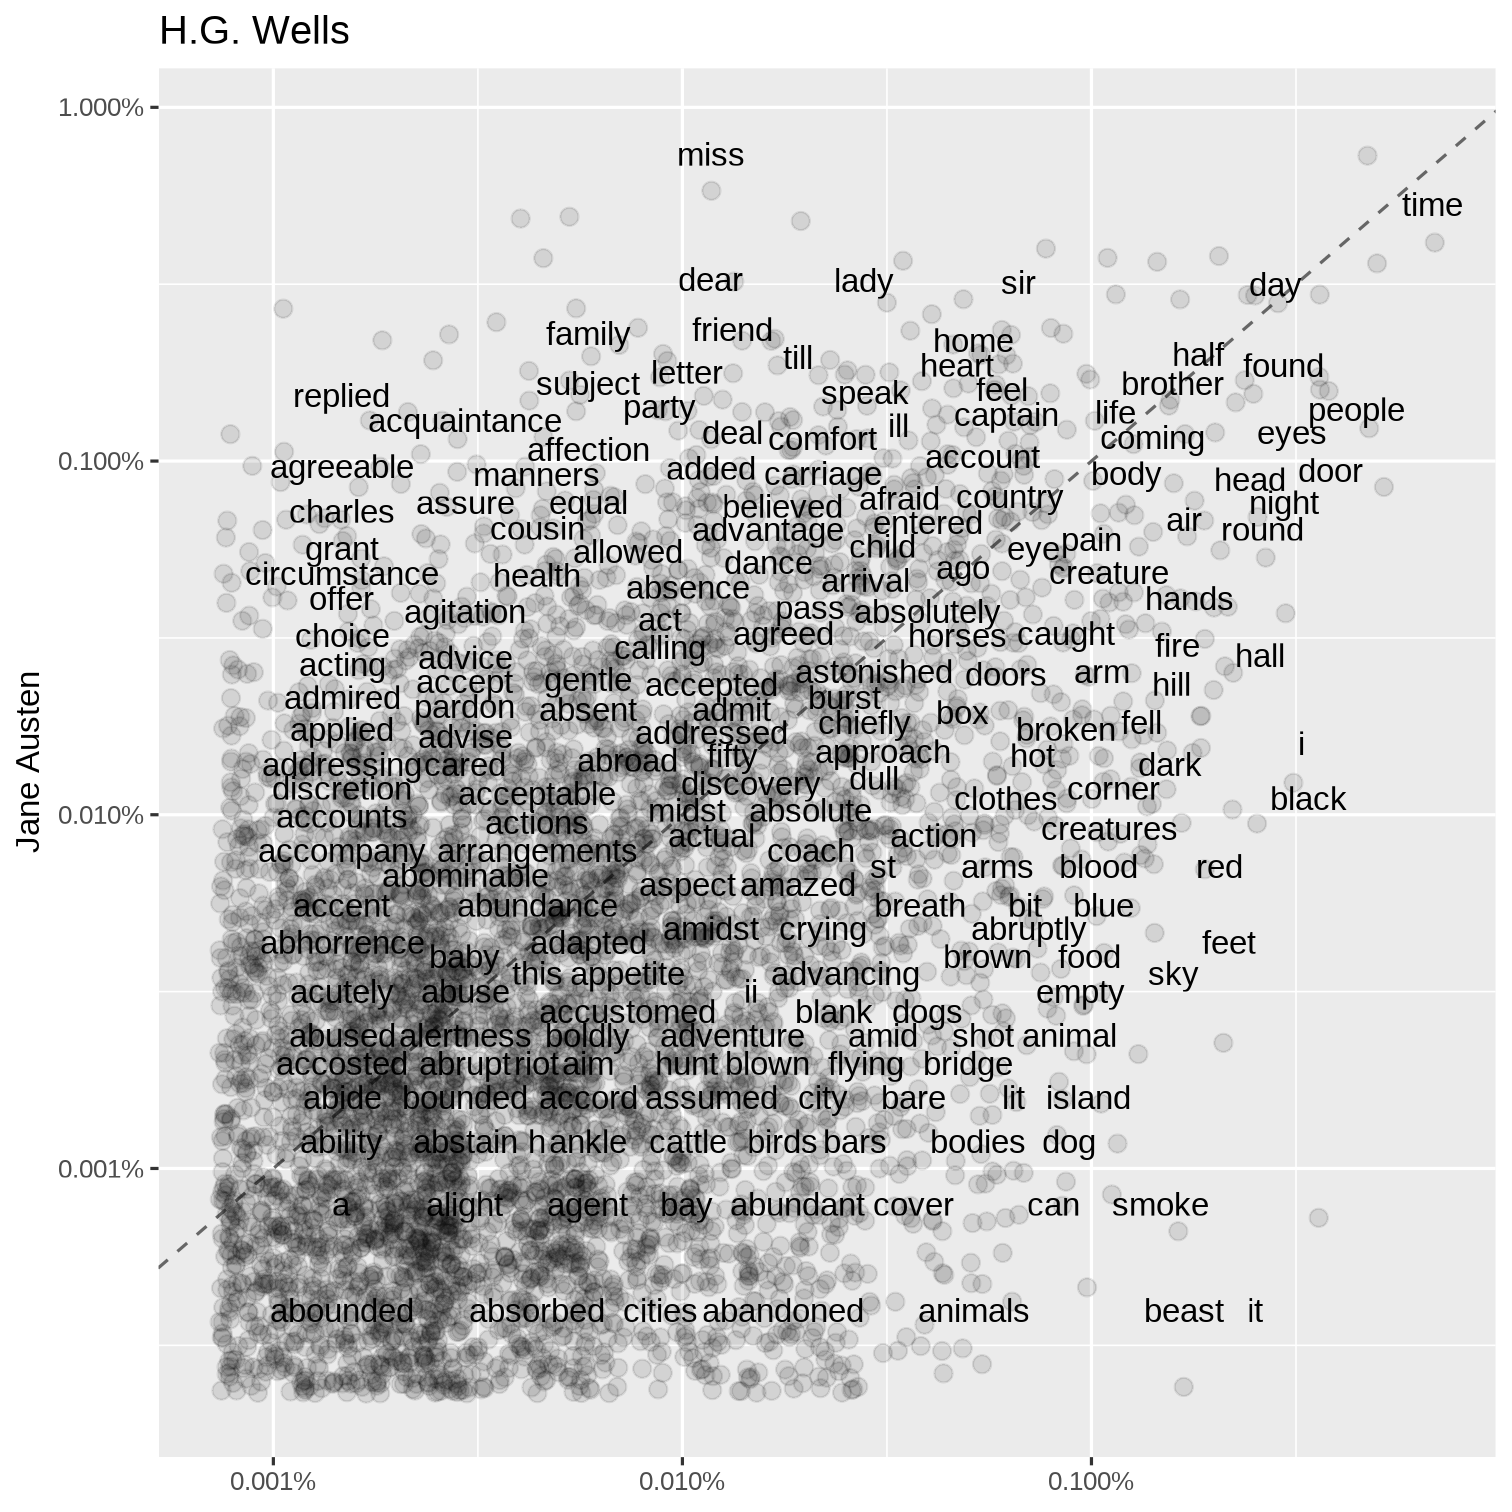 H.G. Wells
1.000%
miss
time
dear lady sir day
family friend home
till half found
letter heart
subject speak feel brother
replied party captain life people
acquaintance deal comfort ill coming eyes
affection account
agreeable manners added carriage body head door
charles assure equal believed afraid country night
cousin advantage entered air round
grant allowed child eye pain
circumstance health dance arrival ago creature
offer absence hands
agitation act pass absolutely
choice calling agreed horses caught fire hall
acting advice astonished doors arm
admired accept gentle accepted burst hill
pardon absent admit chiefly box
applied advise addressed broken fell
addressing cared abroad fifty approach hot dark i
discretion acceptable discovery dull clothes corner black
accounts actions midst absolute creatures
accompany arrangements actual coach action
abominable aspect amazed st arms blood red
accent abundance breath bit blue
abhorrence adapted amidst crying abruptly feet
baby this appetite advancing brown food sky
acutely abuse ii empty
accustomed blank dogs
abused alertness boldly adventure amid shot animal
accosted abrupt riot aim hunt blown flying bridge
abide bounded accord assumed city bare lit island
ability abstain h ankle cattle birds bars bodies dog
a alight agent bay abundant cover can smoke
abounded absorbed cities abandoned animals beast it
0.100%
0.010%
0.001%
Jane Austen
0.001% 0.010% 0.100%